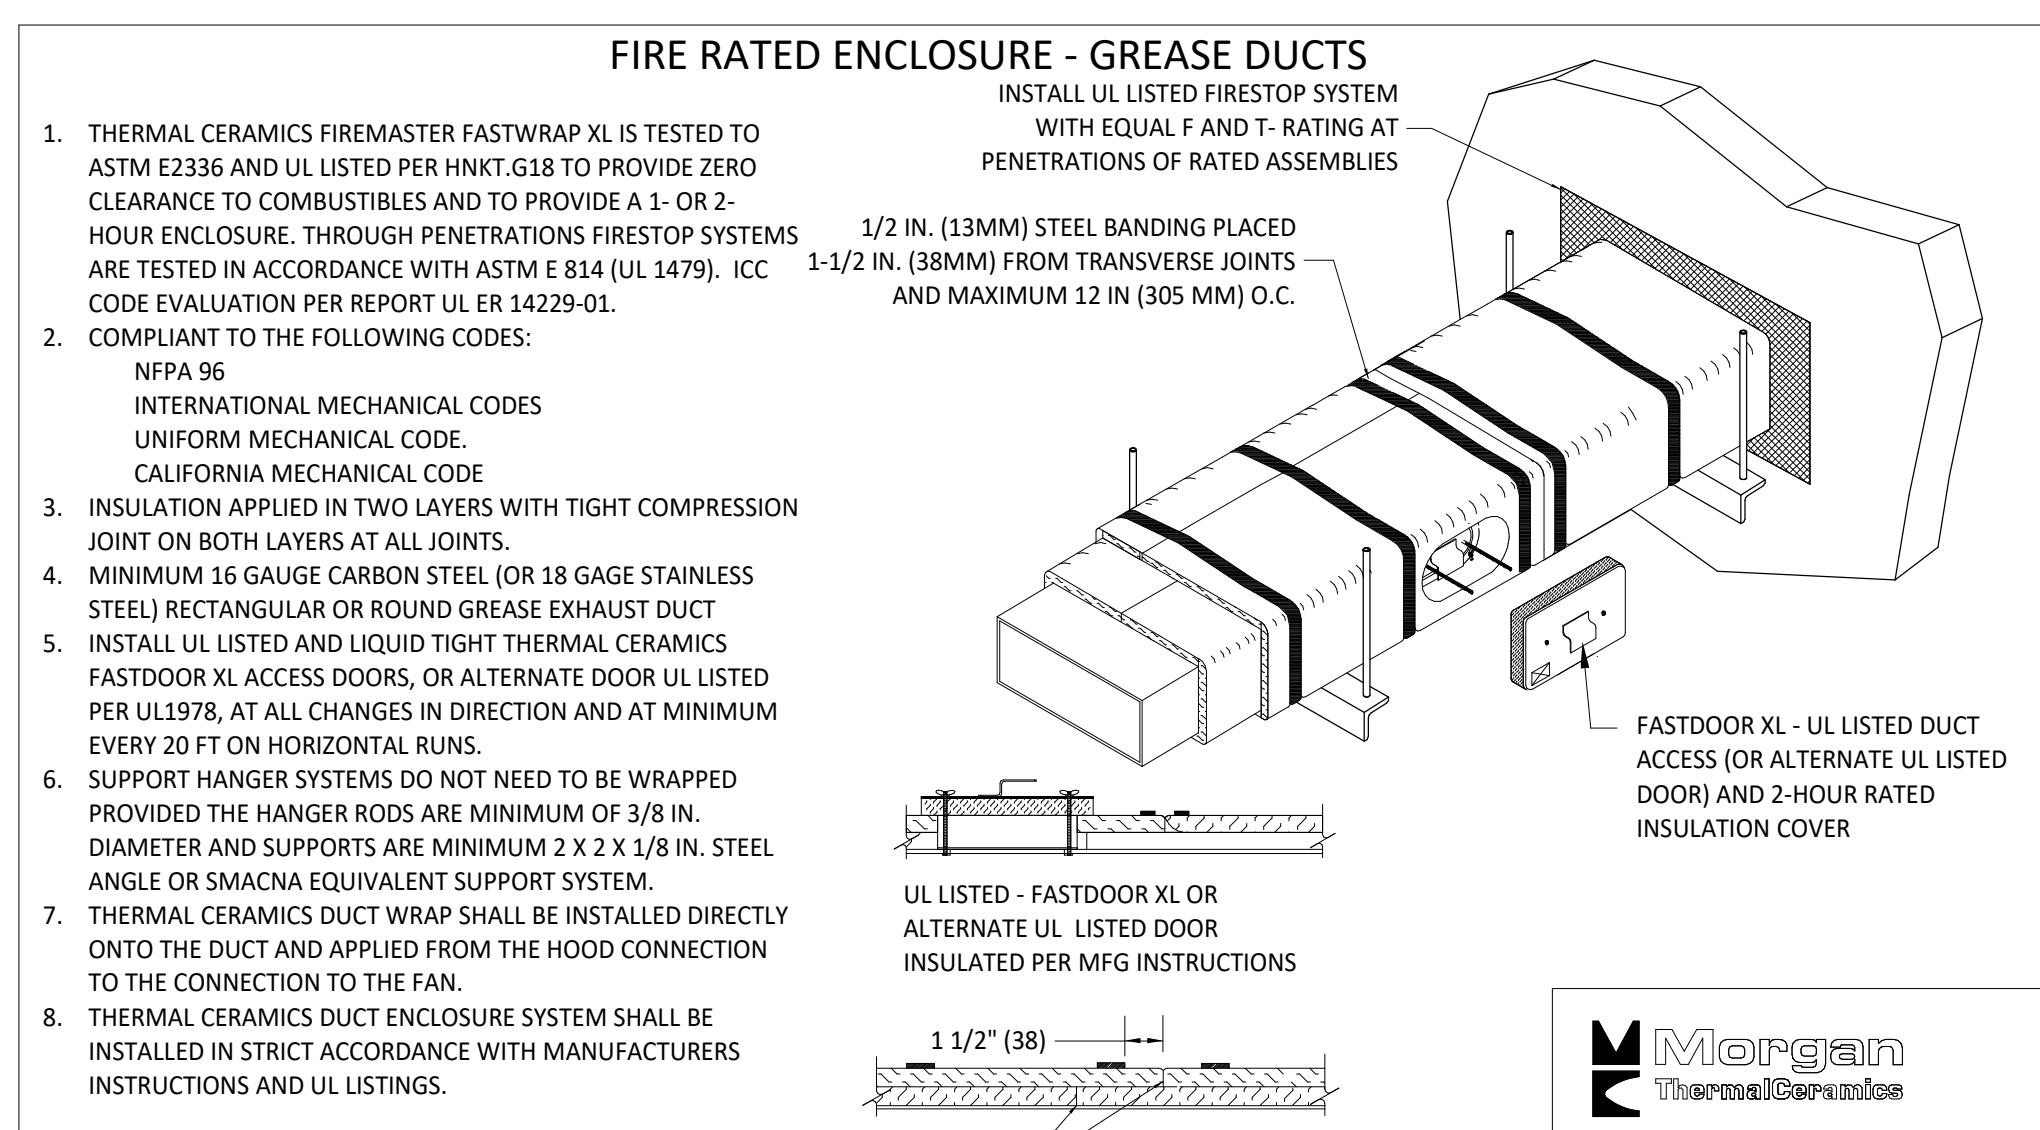 FIRE RATED ENCLOSURE - GREASE DUCTS
1. THERMAL CERAMICS FIREMASTER FASTWRAP XL IS TESTED TO
ASTM E2336 AND UL LISTED PER HNKT.G18 TO PROVIDE ZERO
CLEARANCE TO COMBUSTIBLES AND TO PROVIDE A 1- OR 2-
HOUR ENCLOSURE. THROUGH PENETRATIONS FIRESTOP SYSTEMS
ARE TESTED IN ACCORDANCE WITH ASTM E 814 (UL 1479).  ICC
CODE EVALUATION PER REPORT UL ER 14229-01.
2. COMPLIANT TO THE FOLLOWING CODES:
NFPA 96
INTERNATIONAL MECHANICAL CODES
UNIFORM MECHANICAL CODE.
CALIFORNIA MECHANICAL CODE
3. INSULATION APPLIED IN TWO LAYERS WITH TIGHT COMPRESSION
JOINT ON BOTH LAYERS AT ALL JOINTS.
4. MINIMUM 16 GAUGE CARBON STEEL (OR 18 GAGE STAINLESS
STEEL) RECTANGULAR OR ROUND GREASE EXHAUST DUCT
5. INSTALL UL LISTED AND LIQUID TIGHT THERMAL CERAMICS
FASTDOOR XL ACCESS DOORS, OR ALTERNATE DOOR UL LISTED
PER UL1978, AT ALL CHANGES IN DIRECTION AND AT MINIMUM
EVERY 20 FT ON HORIZONTAL RUNS.
6. SUPPORT HANGER SYSTEMS DO NOT NEED TO BE WRAPPED
PROVIDED THE HANGER RODS ARE MINIMUM OF 3/8 IN.
DIAMETER AND SUPPORTS ARE MINIMUM 2 X 2 X 1/8 IN. STEEL
ANGLE OR SMACNA EQUIVALENT SUPPORT SYSTEM.
7. THERMAL CERAMICS DUCT WRAP SHALL BE INSTALLED DIRECTLY
ONTO THE DUCT AND APPLIED FROM THE HOOD CONNECTION
TO THE CONNECTION TO THE FAN.
8. THERMAL CERAMICS DUCT ENCLOSURE SYSTEM SHALL BE
INSTALLED IN STRICT ACCORDANCE WITH MANUFACTURERS
INSTRUCTIONS AND UL LISTINGS.
INSTALL UL LISTED FIRESTOP SYSTEM
WITH EQUAL F AND T- RATING AT
PENETRATIONS OF RATED ASSEMBLIES
1/2 IN. (13MM) STEEL BANDING PLACED
1-1/2 IN. (38MM) FROM TRANSVERSE JOINTS
AND MAXIMUM 12 IN (305 MM) O.C.
FASTDOOR XL - UL LISTED DUCT
ACCESS (OR ALTERNATE UL LISTED
DOOR) AND 2-HOUR RATED
INSULATION COVER
UL LISTED - FASTDOOR XL OR
ALTERNATE UL  LISTED DOOR
INSULATED PER MFG INSTRUCTIONS
1 1/2" (38)
Morgan
ThermalCeramics